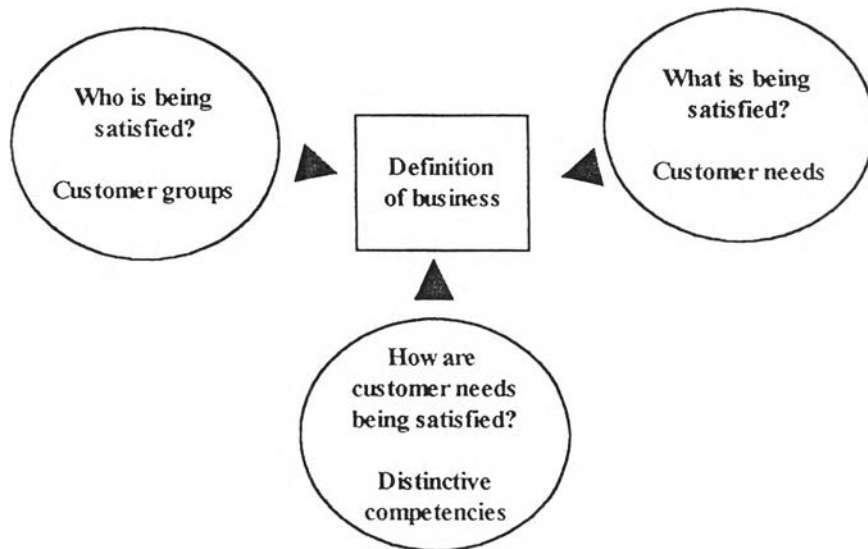 Who is being
satisfied?
Customer groups
Definition
of business
What is being
satisfied?
Customer needs
How are
customer needs
being satisfied?
Distinctive
competencies